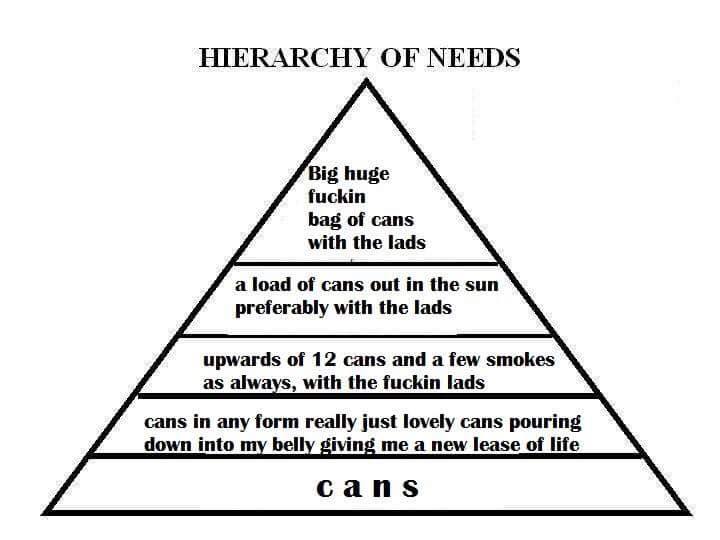 HIERARCHY OF NEEDS
Big huge
fuckin
bag of cans
with the lads
a load of cans out in the sun
preferably with the lads
upwards of 12 cans and a few smokes
as always, with the fuckin lads
cans in any form really just lovely cans pouring
down into my belly giving me a new lease of life
cans